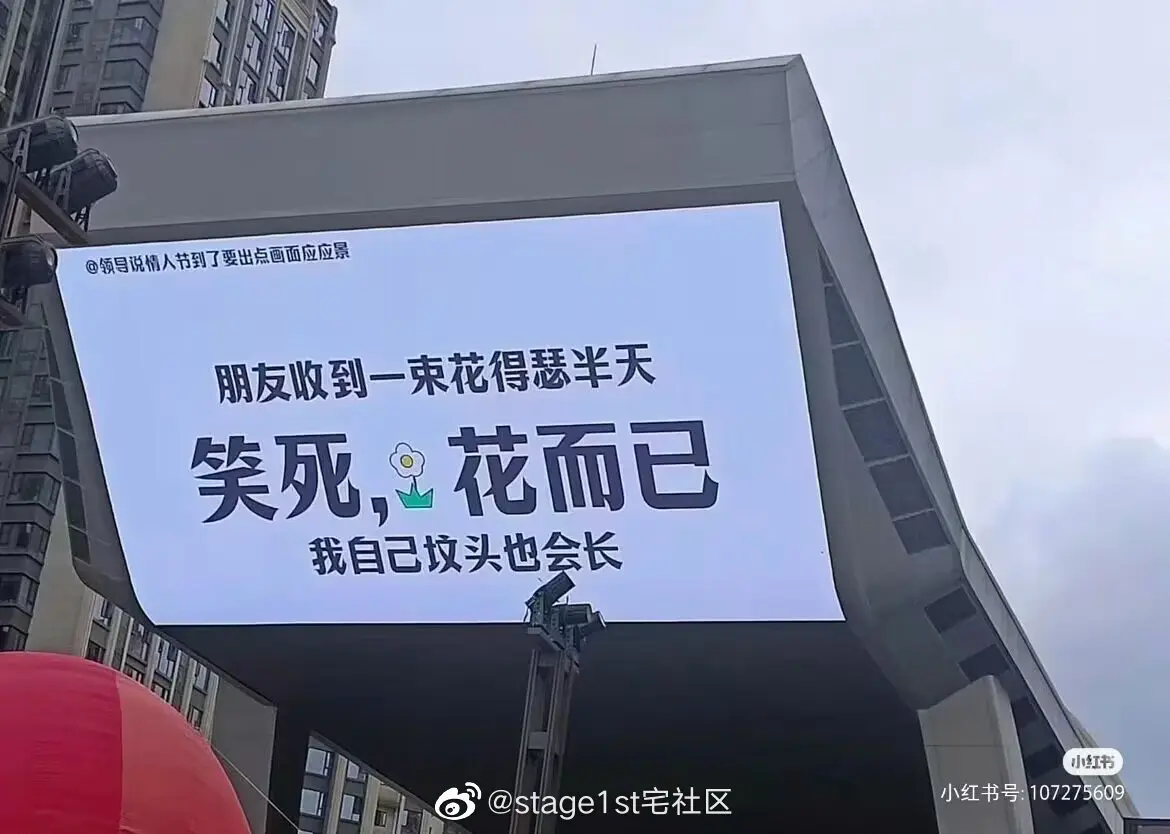 @领导说情人节到了要出点画面应应景
朋友收到一束花得瑟半天
笑死,花而已
我自己坟头也会长
小红书
小红书号: 107275609
@stage1st宅社区